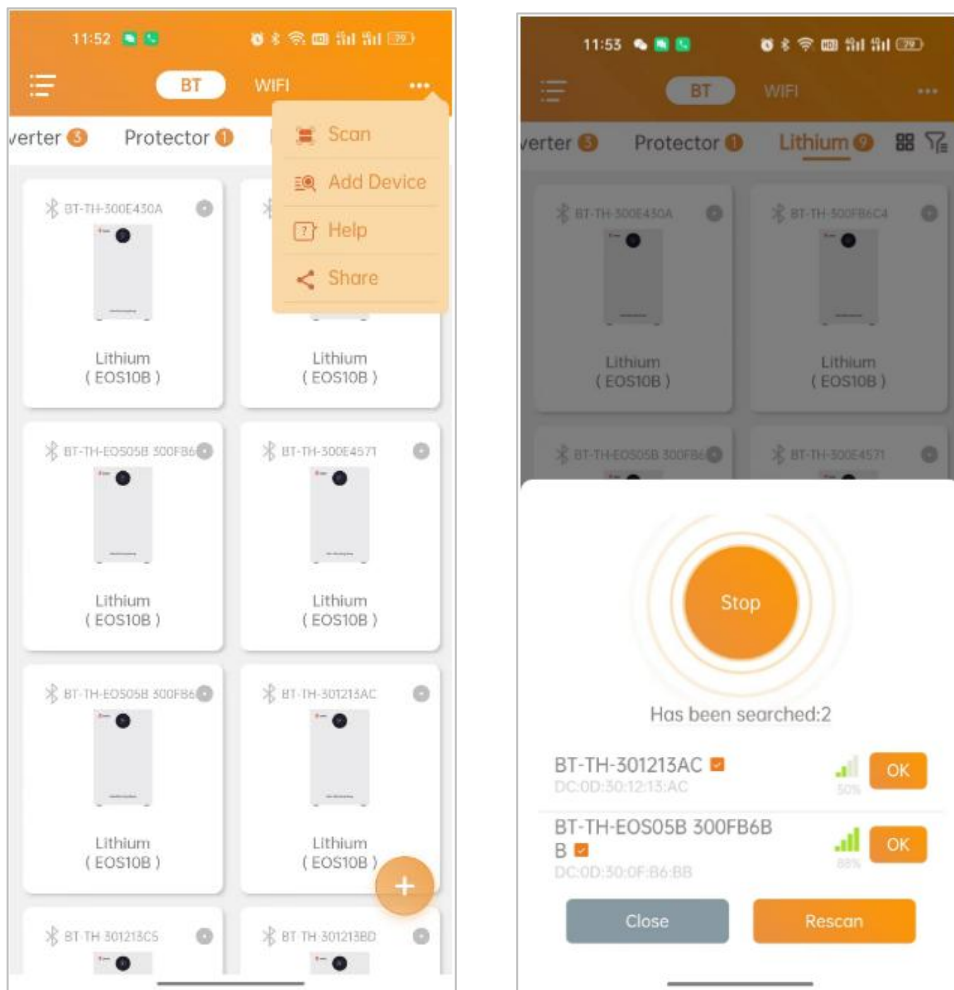 11:52
79
BT
WIFI
verter 3
Protector 1
Scan
Add Device
Help
Share
BT-TH-300E430A
Lithium
( EOS10B )
Lithium
( EOS10B )
BT-TH-EOS05B 300FB6
BT-TH-300E4571
Lithium
( EOS10B )
Lithium
( EOS10B )
BT-TH-EOS05B 300FB6
BT-TH-301213AC
Lithium
( EOS10B )
Lithium
( EOS10B )
+
BT-TH-301213C5
BT-TH-301213BD
11:53
79
BT
WIFI
verter 3
Protector 1
Lithium 9
BT-TH-300E430A
BT-TH-300FB6C4
Lithium
( EOS10B )
Lithium
( EOS10B )
BT-TH-EOS05B 300FB6
BT-TH-300E4571
Stop
Has been searched:2
BT-TH-301213AC
DC:0D:30:12:13:AC
50%
OK
BT-TH-EOS05B 300FB6B
B
DC:0D:30:0F:B6:BB
88%
OK
Close
Rescan